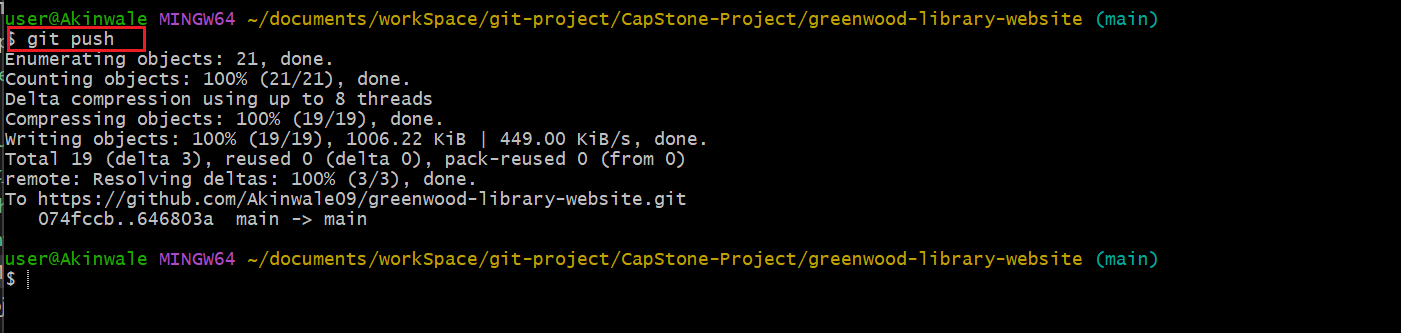 user@Akinwale MINGW64 ~/documents/workSpace/git-project/CapStone-Project/greenwood-library-website (main)
$ git push
Enumerating objects: 21, done.
Counting objects: 100% (21/21), done.
Delta compression using up to 8 threads
Compressing objects: 100% (19/19), done.
Writing objects: 100% (19/19), 1006.22 KiB | 449.00 KiB/s, done.
Total 19 (delta 3), reused 0 (delta 0), pack-reused 0 (from 0)
remote: Resolving deltas: 100% (3/3), done.
To https://github.com/Akinwale09/greenwood-library-website.git
   074fccb..646803a  main -> main
user@Akinwale MINGW64 ~/documents/workSpace/git-project/CapStone-Project/greenwood-library-website (main)
$